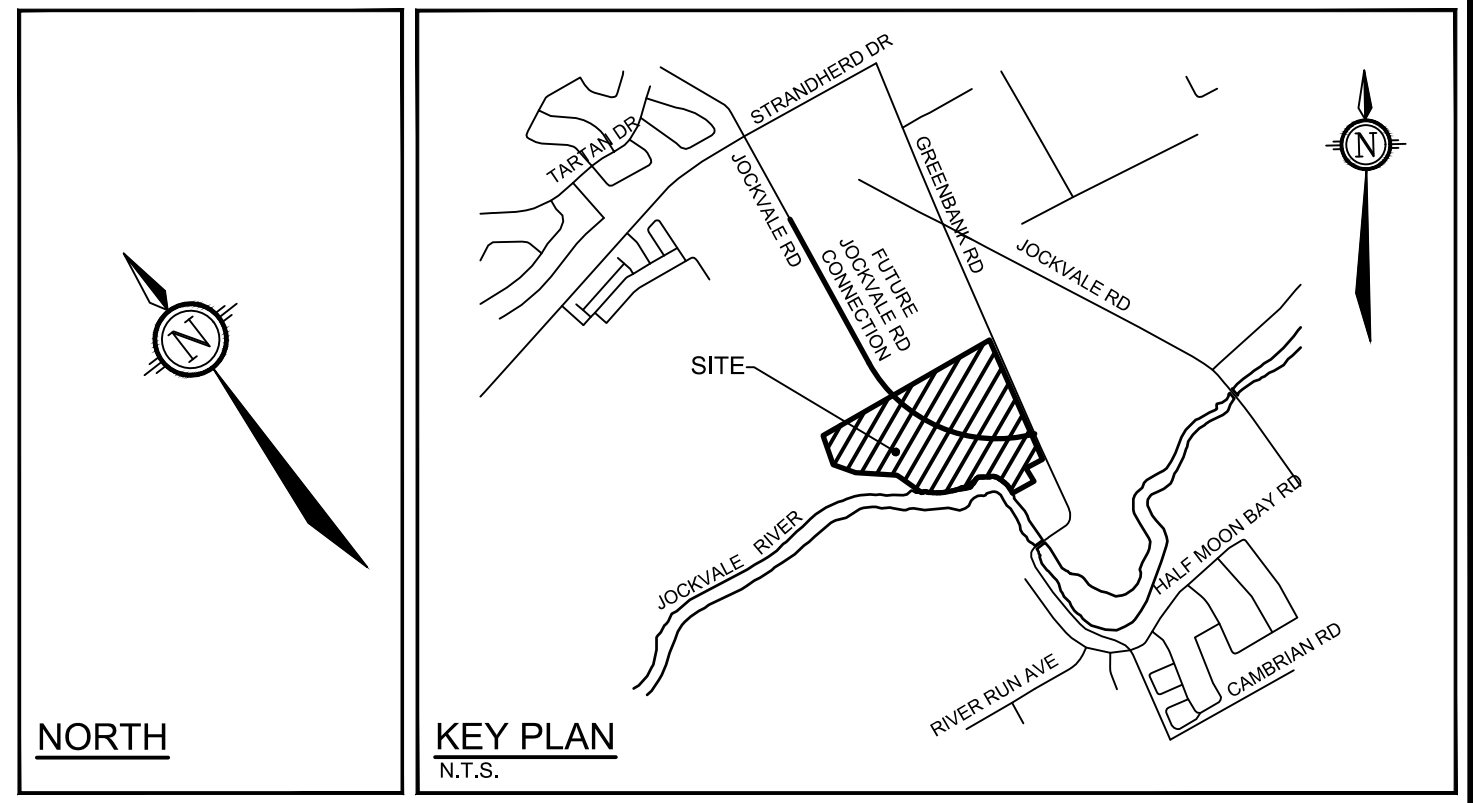 N
NORTH
STRANDHERD DR
TARTAN DR
JOCKVALE RD
GREENBANK RD
N
FUTURE
JOCKVALE RD
CONNECTION
JOCKVALE RD
SITE
JOCKVALE RIVER
HALF MOON BAY RD
RIVER RUN AVE
CAMBRIAN RD
KEY PLAN
N.T.S.